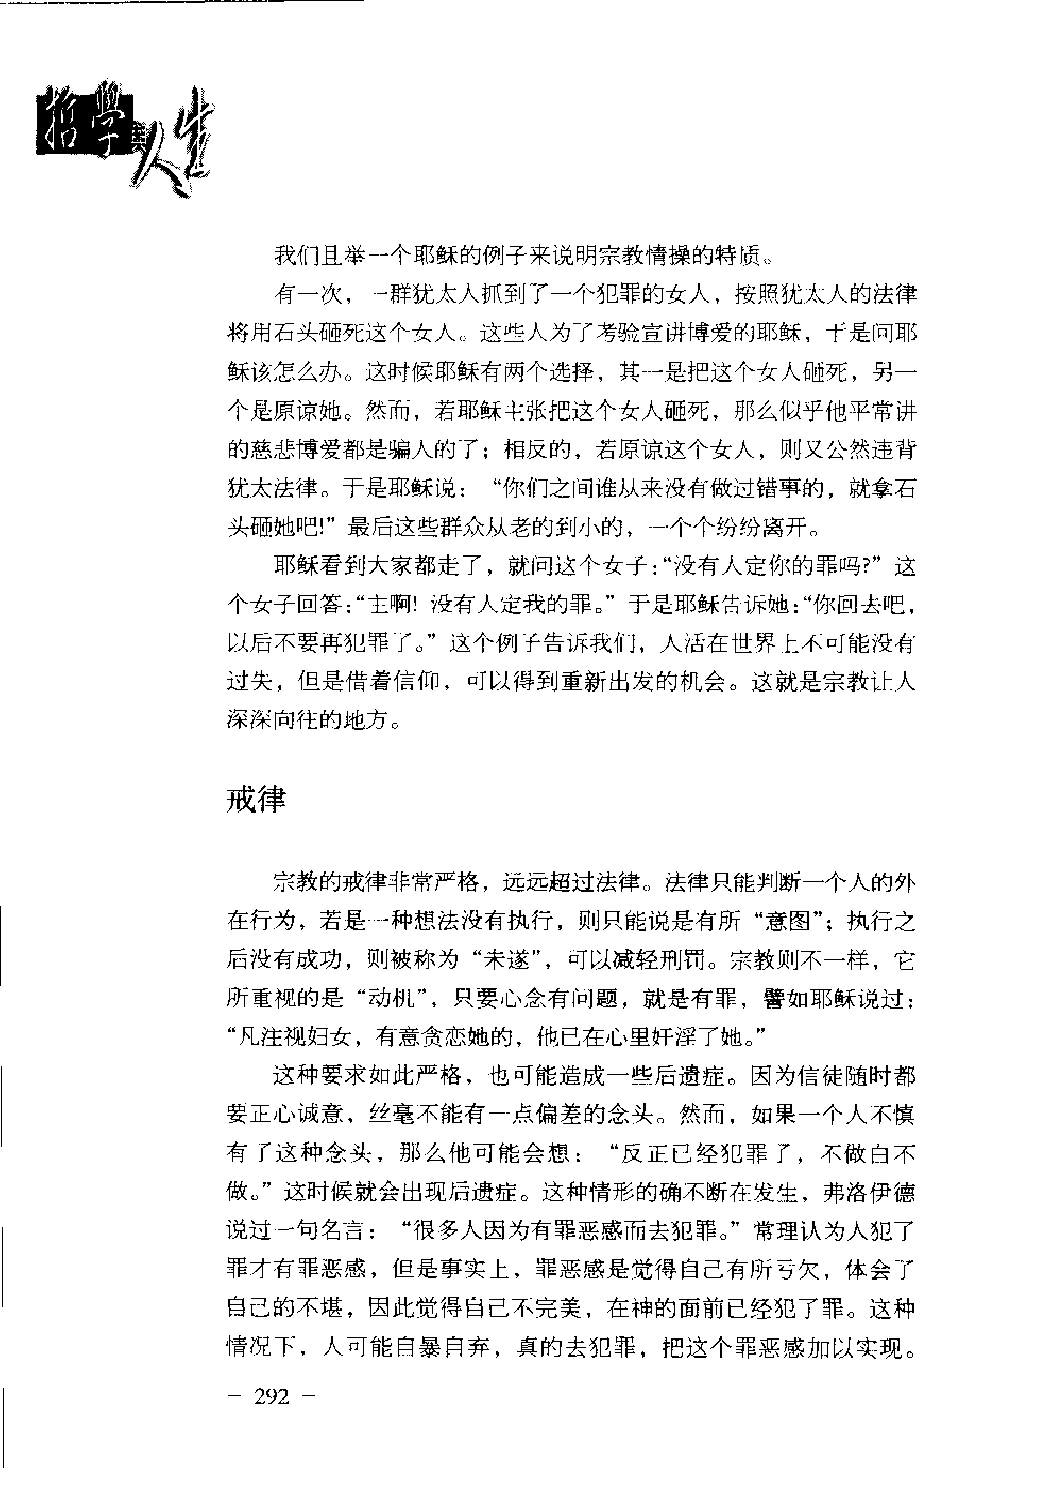 哲學與人生
我们且举一个耶稣的例子来说明宗教情操的特质。
有一次，一群犹太人抓到了一个犯罪的女人，按照犹太人的法律
将用石头砸死这个女人。这些人为了考验宣讲博爱的耶稣，于是问耶
稣该怎么办。这时候耶稣有两个选择，其一是把这个女人砸死，另一
个是原谅她。然而，若耶稣主张把这个女人砸死，那么似乎他平常讲
的慈悲博爱都是骗人的了；相反的，若原谅这个女人，则又公然违背
犹太法律。于是耶稣说：“你们之间谁从来没有做过错事的，就拿石
头砸她吧!”最后这些群众从老的到小的，一个个纷纷离开。
耶稣看到大家都走了，就问这个女子:“没有人定你的罪吗?”这
个女子回答:“主啊! 没有人定我的罪。”于是耶稣告诉她:“你回去吧，
以后不要再犯罪了。”这个例子告诉我们，人活在世界上不可能没有
过失，但是借着信仰，可以得到重新出发的机会。这就是宗教让人
深深向往的地方。
戒律
宗教的戒律非常严格，远远超过法律。法律只能判断一个人的外
在行为，若是一种想法没有执行，则只能说是有所“意图”；执行之
后没有成功，则被称为“未遂”，可以减轻刑罚。宗教则不一样，它
所重视的是“动机”，只要心念有问题，就是有罪，譬如耶稣说过：
“凡注视妇女，有意贪恋她的，他已在心里奸淫了她。”
这种要求如此严格，也可能造成一些后遗症。因为信徒随时都
要正心诚意，丝毫不能有一点偏差的念头。然而，如果一个人不慎
有了这种念头，那么他可能会想：“反正已经犯罪了，不做白不
做。”这时候就会出现后遗症。这种情形的确不断在发生，弗洛伊德
说过一句名言：“很多人因为有罪恶感而去犯罪。”常理认为人犯了
罪才有罪恶感，但是事实上，罪恶感是觉得自己有所亏欠，体会了
自己的不堪，因此觉得自己不完美，在神的面前已经犯了罪。这种
情况下，人可能自暴自弃，真的去犯罪，把这个罪恶感加以实现。
- 292 -